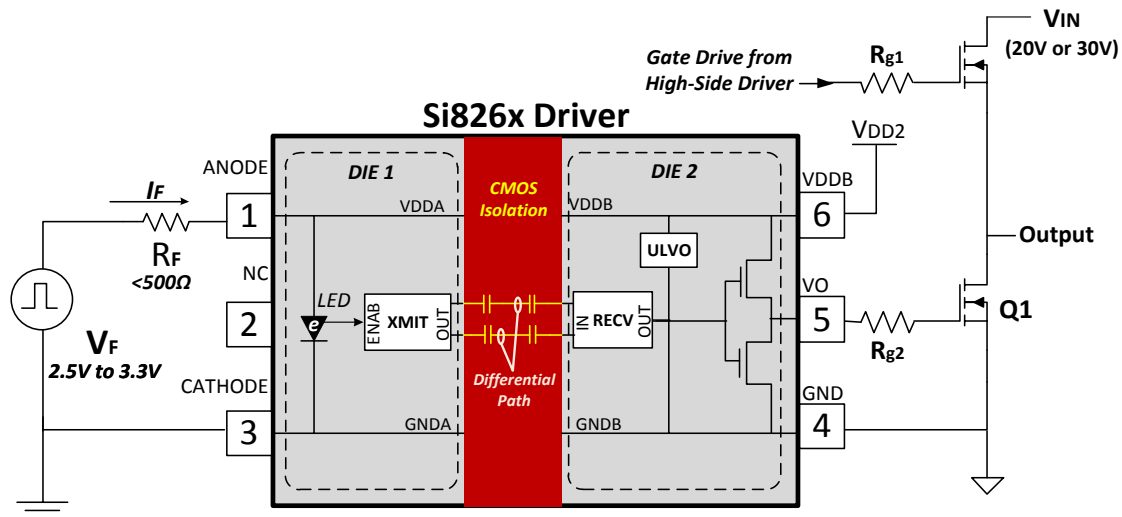 VIN
(20V or 30V)
Gate Drive from
High-Side Driver
Rg1
Si826x Driver
VDD2
ANODE
DIE 1
CMOS
Isolation
DIE 2
VDDB
IF
1
VDDA
VDDB
6
RF
<500Ω
ULVO
Output
NC
2
LED
e
ENAB
XMIT
OUT
IN
RECV
OUT
VO
5
Rg2
Q1
VF
2.5V to 3.3V
Differential
Path
CATHODE
3
GNDA
GNDB
GND
4